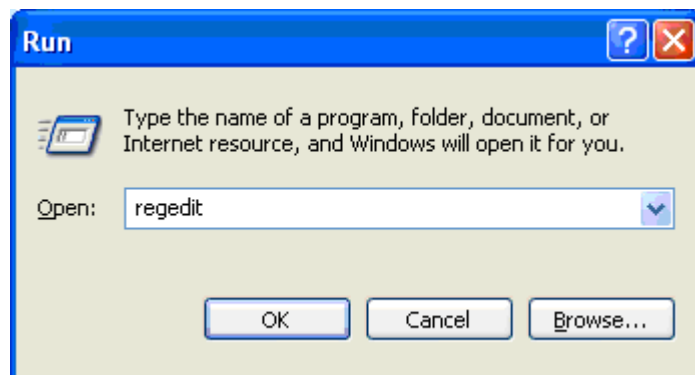 Run
Type the name of a program, folder, document, or
Internet resource, and Windows will open it for you.
Open: regedit
OK Cancel Browse...